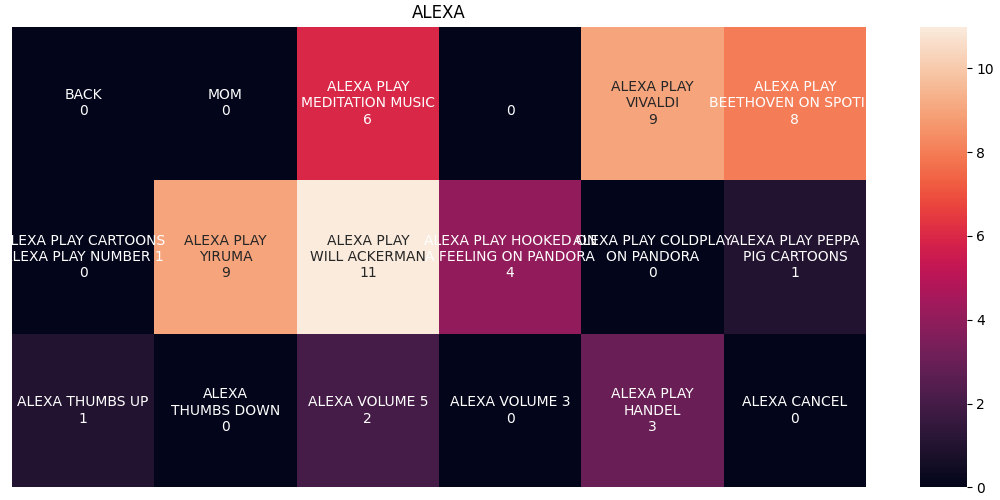 ALEXA
BACK
0
MOM
0
ALEXA PLAY
MEDITATION MUSIC
6
0
ALEXA PLAY
VIVALDI
9
ALEXA PLAY
BEETHOVEN ON SPOTI
8
LEXA PLAY CARTOONS
LEXA PLAY NUMBER 1
0
ALEXA PLAY
YIRUMA
9
ALEXA PLAY
WILL ACKERMAN
11
ALEXA PLAY HOOKED ON
FEELING ON PANDORA
4
ALEXA PLAY COLDPLAY
ON PANDORA
0
ALEXA PLAY PEPPA
PIG CARTOONS
1
ALEXA THUMBS UP
1
ALEXA
THUMBS DOWN
0
ALEXA VOLUME 5
2
ALEXA VOLUME 3
0
ALEXA PLAY
HANDEL
3
ALEXA CANCEL
0
10
8
6
4
2
0